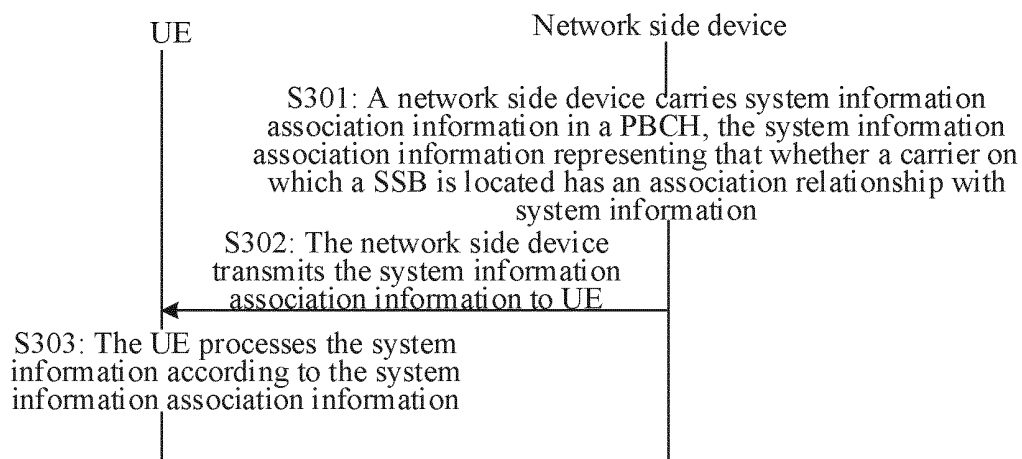 UE
Network side device
S301: A network side device carries system information
association information in a PBCH, the system information
association information representing that whether a carrier on
which a SSB is located has an association relationship with
system information
S302: The network side device
transmits the system information
association information to UE
S303: The UE processes the system
information according to the system
information association information